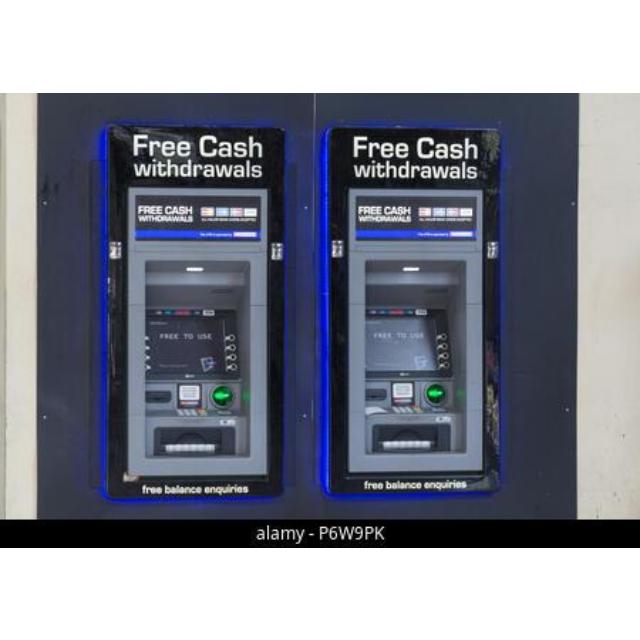 Free Cash
withdrawals
FREE CASH
WITHDRAWALS
FREE TO USE
free balance enquiries
Free Cash
withdrawals
FREE CASH
WITHDRAWALS
FREE TO USE
free balance enquiries
alamy - P6W9PK